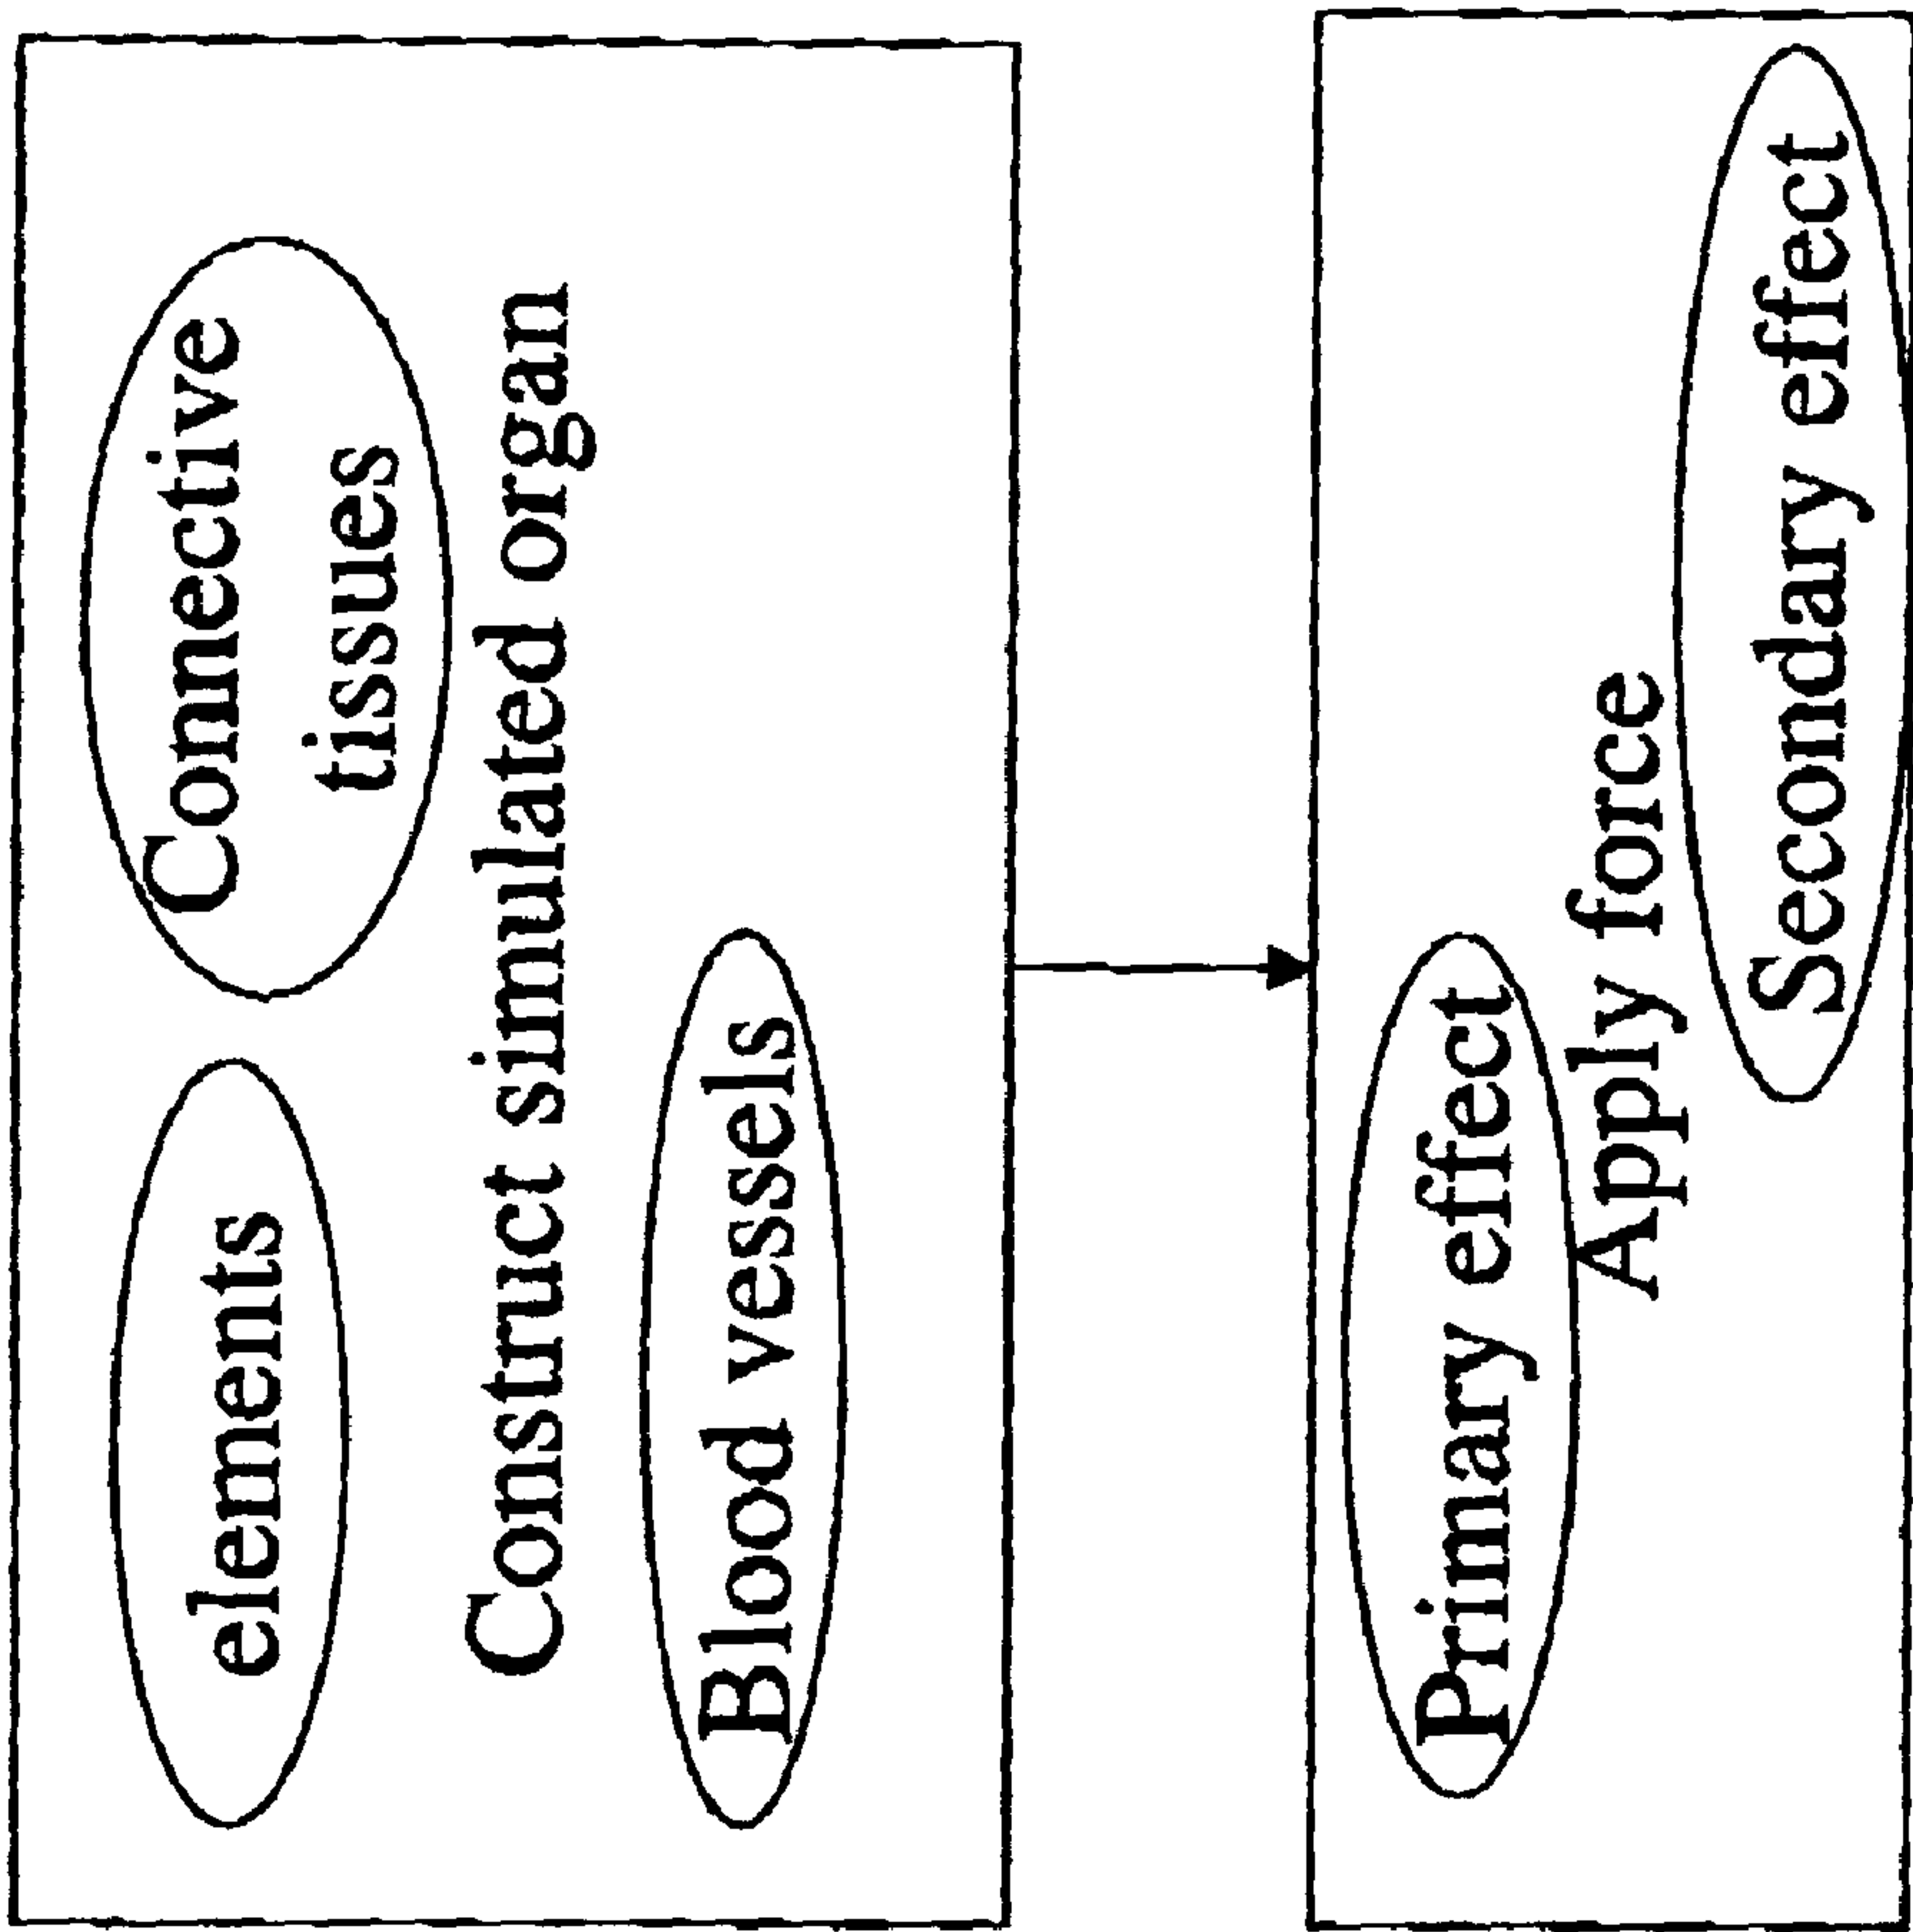 elements
Connective
tissues
Construct simulated organ
Blood vessels
Primary effect
Apply force
Secondary effect